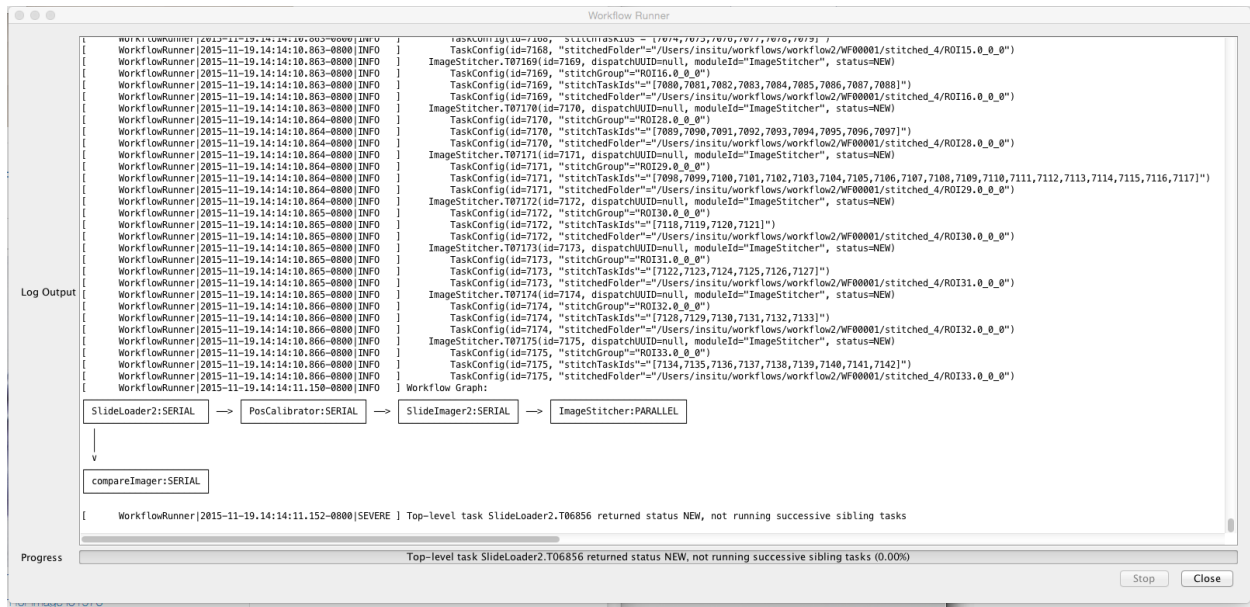 Workflow Runner
[ WorkflowRunner|2015-11-19.14:14:10.863-0800|INFO ] TaskConfig(id=7168, "stitchTaskIds"="[7074,7075,7076,7077,7078,7079]")
[ WorkflowRunner|2015-11-19.14:14:10.863-0800|INFO ] TaskConfig(id=7168, "stitchedFolder"="/Users/insitu/workflows/workflow2/WF00001/stitched_4/ROI15.0_0_0")
[ WorkflowRunner|2015-11-19.14:14:10.863-0800|INFO ] ImageStitcher.T07169(id=7169, dispatchUUID=null, moduleId="ImageStitcher", status=NEW)
[ WorkflowRunner|2015-11-19.14:14:10.863-0800|INFO ] TaskConfig(id=7169, "stitchGroup"="ROI16.0_0_0")
[ WorkflowRunner|2015-11-19.14:14:10.863-0800|INFO ] TaskConfig(id=7169, "stitchTaskIds"="[7080,7081,7082,7083,7084,7085,7086,7087,7088]")
[ WorkflowRunner|2015-11-19.14:14:10.863-0800|INFO ] TaskConfig(id=7169, "stitchedFolder"="/Users/insitu/workflows/workflow2/WF00001/stitched_4/ROI16.0_0_0")
[ WorkflowRunner|2015-11-19.14:14:10.863-0800|INFO ] ImageStitcher.T07170(id=7170, dispatchUUID=null, moduleId="ImageStitcher", status=NEW)
[ WorkflowRunner|2015-11-19.14:14:10.864-0800|INFO ] TaskConfig(id=7170, "stitchGroup"="ROI28.0_0_0")
[ WorkflowRunner|2015-11-19.14:14:10.864-0800|INFO ] TaskConfig(id=7170, "stitchTaskIds"="[7089,7090,7091,7092,7093,7094,7095,7096,7097]")
[ WorkflowRunner|2015-11-19.14:14:10.864-0800|INFO ] TaskConfig(id=7170, "stitchedFolder"="/Users/insitu/workflows/workflow2/WF00001/stitched_4/ROI28.0_0_0")
[ WorkflowRunner|2015-11-19.14:14:10.864-0800|INFO ] ImageStitcher.T07171(id=7171, dispatchUUID=null, moduleId="ImageStitcher", status=NEW)
[ WorkflowRunner|2015-11-19.14:14:10.864-0800|INFO ] TaskConfig(id=7171, "stitchGroup"="ROI29.0_0_0")
[ WorkflowRunner|2015-11-19.14:14:10.864-0800|INFO ] TaskConfig(id=7171, "stitchTaskIds"="[7098,7099,7100,7101,7102,7103,7104,7105,7106,7107,7108,7109,7110,7111,7112,7113,7114,7115,7116,7117]")
[ WorkflowRunner|2015-11-19.14:14:10.864-0800|INFO ] TaskConfig(id=7171, "stitchedFolder"="/Users/insitu/workflows/workflow2/WF00001/stitched_4/ROI29.0_0_0")
[ WorkflowRunner|2015-11-19.14:14:10.864-0800|INFO ] ImageStitcher.T07172(id=7172, dispatchUUID=null, moduleId="ImageStitcher", status=NEW)
[ WorkflowRunner|2015-11-19.14:14:10.865-0800|INFO ] TaskConfig(id=7172, "stitchGroup"="ROI30.0_0_0")
[ WorkflowRunner|2015-11-19.14:14:10.865-0800|INFO ] TaskConfig(id=7172, "stitchTaskIds"="[7118,7119,7120,7121]")
[ WorkflowRunner|2015-11-19.14:14:10.865-0800|INFO ] TaskConfig(id=7172, "stitchedFolder"="/Users/insitu/workflows/workflow2/WF00001/stitched_4/ROI30.0_0_0")
[ WorkflowRunner|2015-11-19.14:14:10.865-0800|INFO ] ImageStitcher.T07173(id=7173, dispatchUUID=null, moduleId="ImageStitcher", status=NEW)
[ WorkflowRunner|2015-11-19.14:14:10.865-0800|INFO ] TaskConfig(id=7173, "stitchGroup"="ROI31.0_0_0")
[ WorkflowRunner|2015-11-19.14:14:10.865-0800|INFO ] TaskConfig(id=7173, "stitchTaskIds"="[7122,7123,7124,7125,7126,7127]")
[ WorkflowRunner|2015-11-19.14:14:10.865-0800|INFO ] TaskConfig(id=7173, "stitchedFolder"="/Users/insitu/workflows/workflow2/WF00001/stitched_4/ROI31.0_0_0")
Log Output
[ WorkflowRunner|2015-11-19.14:14:10.865-0800|INFO ] ImageStitcher.T07174(id=7174, dispatchUUID=null, moduleId="ImageStitcher", status=NEW)
[ WorkflowRunner|2015-11-19.14:14:10.866-0800|INFO ] TaskConfig(id=7174, "stitchGroup"="ROI32.0_0_0")
[ WorkflowRunner|2015-11-19.14:14:10.866-0800|INFO ] TaskConfig(id=7174, "stitchTaskIds"="[7128,7129,7130,7131,7132,7133]")
[ WorkflowRunner|2015-11-19.14:14:10.866-0800|INFO ] TaskConfig(id=7174, "stitchedFolder"="/Users/insitu/workflows/workflow2/WF00001/stitched_4/ROI32.0_0_0")
[ WorkflowRunner|2015-11-19.14:14:10.866-0800|INFO ] ImageStitcher.T07175(id=7175, dispatchUUID=null, moduleId="ImageStitcher", status=NEW)
[ WorkflowRunner|2015-11-19.14:14:10.866-0800|INFO ] TaskConfig(id=7175, "stitchGroup"="ROI33.0_0_0")
[ WorkflowRunner|2015-11-19.14:14:10.866-0800|INFO ] TaskConfig(id=7175, "stitchTaskIds"="[7134,7135,7136,7137,7138,7139,7140,7141,7142]")
[ WorkflowRunner|2015-11-19.14:14:10.866-0800|INFO ] TaskConfig(id=7175, "stitchedFolder"="/Users/insitu/workflows/workflow2/WF00001/stitched_4/ROI33.0_0_0")
[ WorkflowRunner|2015-11-19.14:14:11.150-0800|INFO ] Workflow Graph:
SlideLoader2:SERIAL —> PosCalibrator:SERIAL —> SlideImager2:SERIAL —> ImageStitcher:PARALLEL
v
compareImager:SERIAL
[ WorkflowRunner|2015-11-19.14:14:11.152-0800|SEVERE ] Top-level task SlideLoader2.T06856 returned status NEW, not running successive sibling tasks
Progress
Top-level task SlideLoader2.T06856 returned status NEW, not running successive sibling tasks (0.00%)
Stop
Close